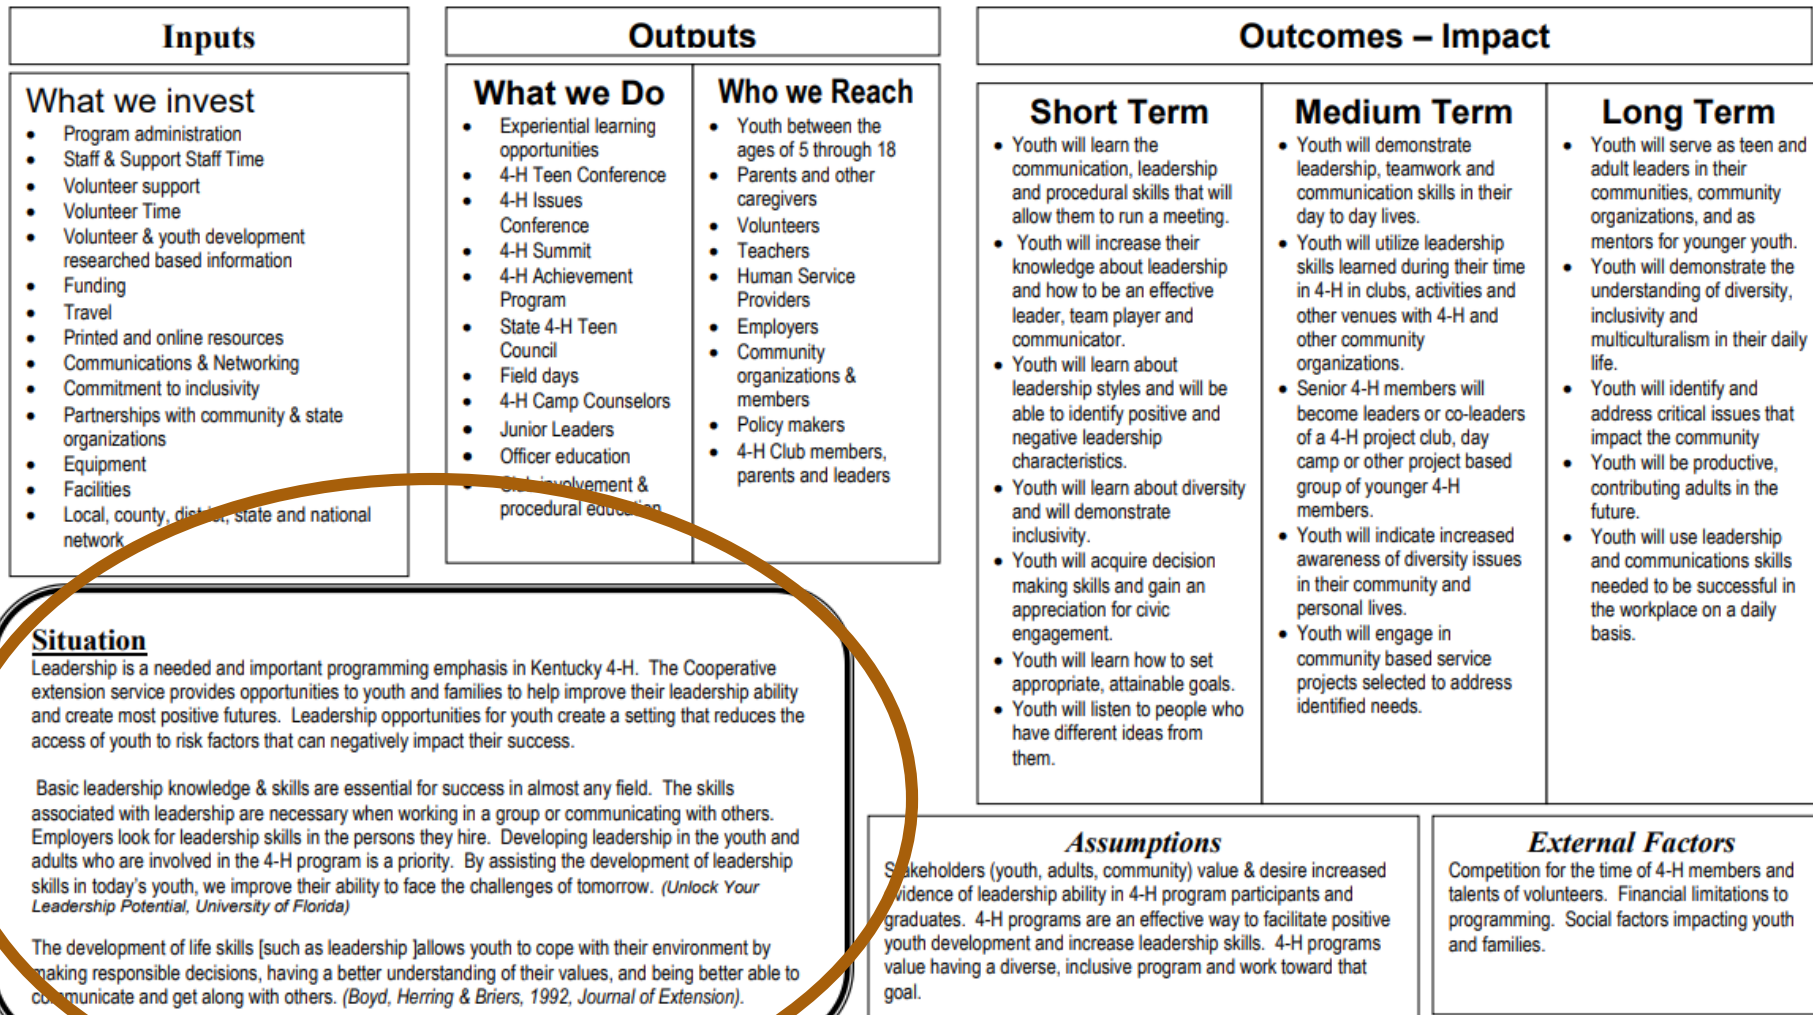 Inputs
What we invest
• Program administration
• Staff & Support Staff Time
• Volunteer support
• Volunteer Time
• Volunteer & youth development
researched based information
• Funding
• Travel
• Printed and online resources
• Communications & Networking
• Commitment to inclusivity
• Partnerships with community & state
organizations
• Equipment
• Facilities
• Local, county, district, state and national
network
Outputs
What we Do
• Experiential learning
opportunities
• 4-H Teen Conference
• 4-H Issues
Conference
• 4-H Summit
• 4-H Achievement
Program
• State 4-H Teen
Council
• Field days
• 4-H Camp Counselors
• Junior Leaders
• Officer education
• Club involvement &
procedural education
Who we Reach
• Youth between the
ages of 5 through 18
• Parents and other
caregivers
• Volunteers
• Teachers
• Human Service
Providers
• Employers
• Community
organizations &
members
• Policy makers
• 4-H Club members,
parents and leaders
Outcomes – Impact
Short Term
• Youth will learn the
communication, leadership
and procedural skills that will
allow them to run a meeting.
• Youth will increase their
knowledge about leadership
and how to be an effective
leader, team player and
communicator.
• Youth will learn about
leadership styles and will be
able to identify positive and
negative leadership
characteristics.
• Youth will learn about diversity
and will demonstrate
inclusivity.
• Youth will acquire decision
making skills and gain an
appreciation for civic
engagement.
• Youth will learn how to set
appropriate, attainable goals.
• Youth will listen to people who
have different ideas from
them.
Medium Term
• Youth will demonstrate
leadership, teamwork and
communication skills in their
day to day lives.
• Youth will utilize leadership
skills learned during their time
in 4-H in clubs, activities and
other venues with 4-H and
other community
organizations.
• Senior 4-H members will
become leaders or co-leaders
of a 4-H project club, day
camp or other project based
group of younger 4-H
members.
• Youth will indicate increased
awareness of diversity issues
in their community and
personal lives.
• Youth will engage in
community based service
projects selected to address
identified needs.
Long Term
• Youth will serve as teen and
adult leaders in their
communities, community
organizations, and as
mentors for younger youth.
• Youth will demonstrate the
understanding of diversity,
inclusivity and
multiculturalism in their daily
life.
• Youth will identify and
address critical issues that
impact the community
• Youth will be productive,
contributing adults in the
future.
• Youth will use leadership
and communications skills
needed to be successful in
the workplace on a daily
basis.
Situation
Leadership is a needed and important programming emphasis in Kentucky 4-H. The Cooperative
extension service provides opportunities to youth and families to help improve their leadership ability
and create most positive futures. Leadership opportunities for youth create a setting that reduces the
access of youth to risk factors that can negatively impact their success.
Basic leadership knowledge & skills are essential for success in almost any field. The skills
associated with leadership are necessary when working in a group or communicating with others.
Employers look for leadership skills in the persons they hire. Developing leadership in the youth and
adults who are involved in the 4-H program is a priority. By assisting the development of leadership
skills in today's youth, we improve their ability to face the challenges of tomorrow. (Unlock Your
Leadership Potential, University of Florida)
The development of life skills [such as leadership ]allows youth to cope with their environment by
making responsible decisions, having a better understanding of their values, and being better able to
communicate and get along with others. (Boyd, Herring & Briers, 1992, Journal of Extension).
Assumptions
Stakeholders (youth, adults, community) value & desire increased
evidence of leadership ability in 4-H program participants and
graduates. 4-H programs are an effective way to facilitate positive
youth development and increase leadership skills. 4-H programs
value having a diverse, inclusive program and work toward that
goal.
External Factors
Competition for the time of 4-H members and
talents of volunteers. Financial limitations to
programming. Social factors impacting youth
and families.